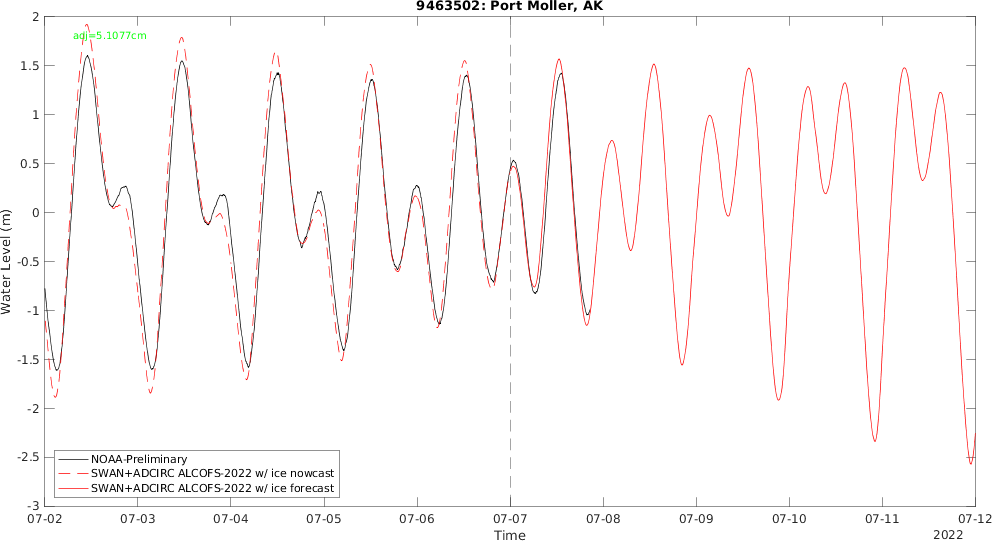 9463502: Port Moller, AK
adj=5.1077cm
2
1.5
1
0.5
0
-0.5
-1
-1.5
-2
-2.5
-3
Water Level (m)
NOAA-Preliminary
SWAN+ADCIRC ALCOFS-2022 w/ ice nowcast
SWAN+ADCIRC ALCOFS-2022 w/ ice forecast
07-02 07-03 07-04 07-05 07-06 07-07 07-08 07-09 07-10 07-11 07-12
Time
2022